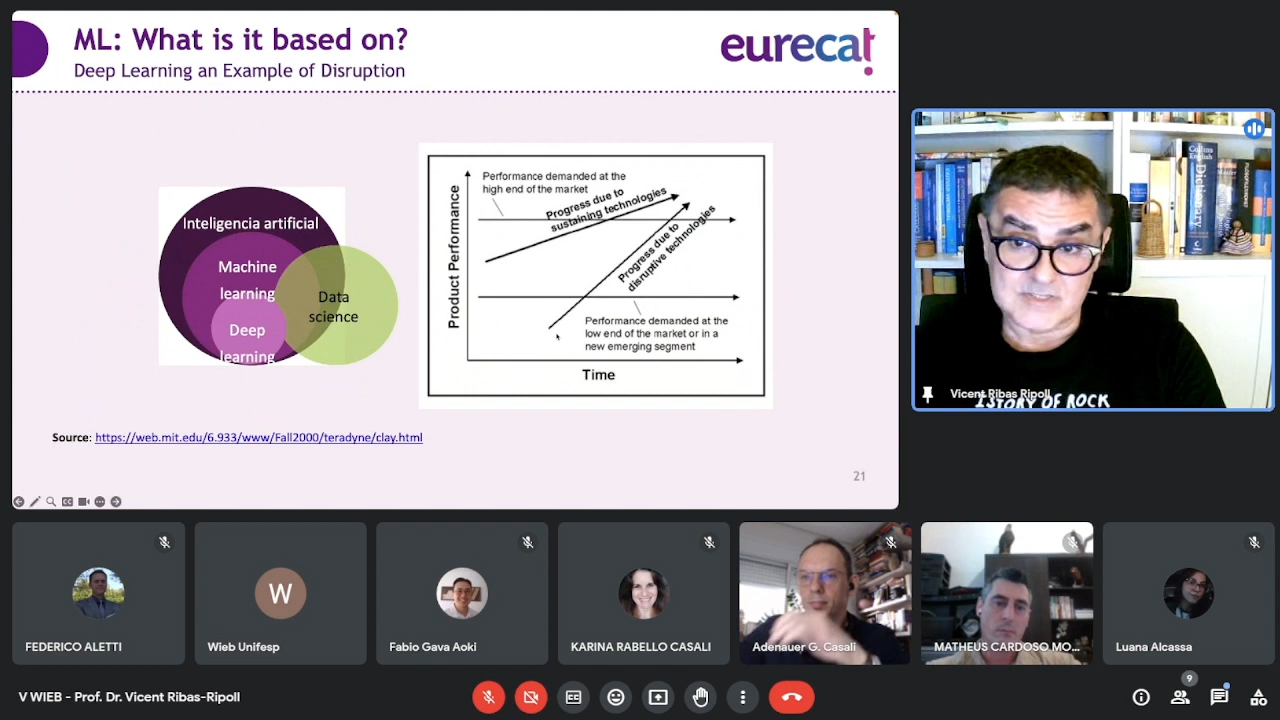 ML: What is it based on?
Deep Learning an Example of Disruption
eurecat
Inteligencia artificial
Machine
learning
Deep
learning
Data
science
Product Performance
Performance demanded at the
high end of the market
Progress due to
sustaining technologies
Progress due to
disruptive technologies
Performance demanded at the
low end of the market or in a
new emerging segment
Time
Source: https://web.mit.edu/6.933/www/Fall2000/teradyne/clay.html
21
Collins
English
Dictionary
Vicent Ribas Ripoll
ISTORY OF ROCK
FEDERICO ALETTI
W
Wieb Unifesp
Fabio Gava Aoki
KARINA RABELLO CASALI
Adenauer G. Casali
MATHEUS CARDOSO MO...
Luana Alcassa
V WIEB - Prof. Dr. Vicent Ribas-Ripoll
9